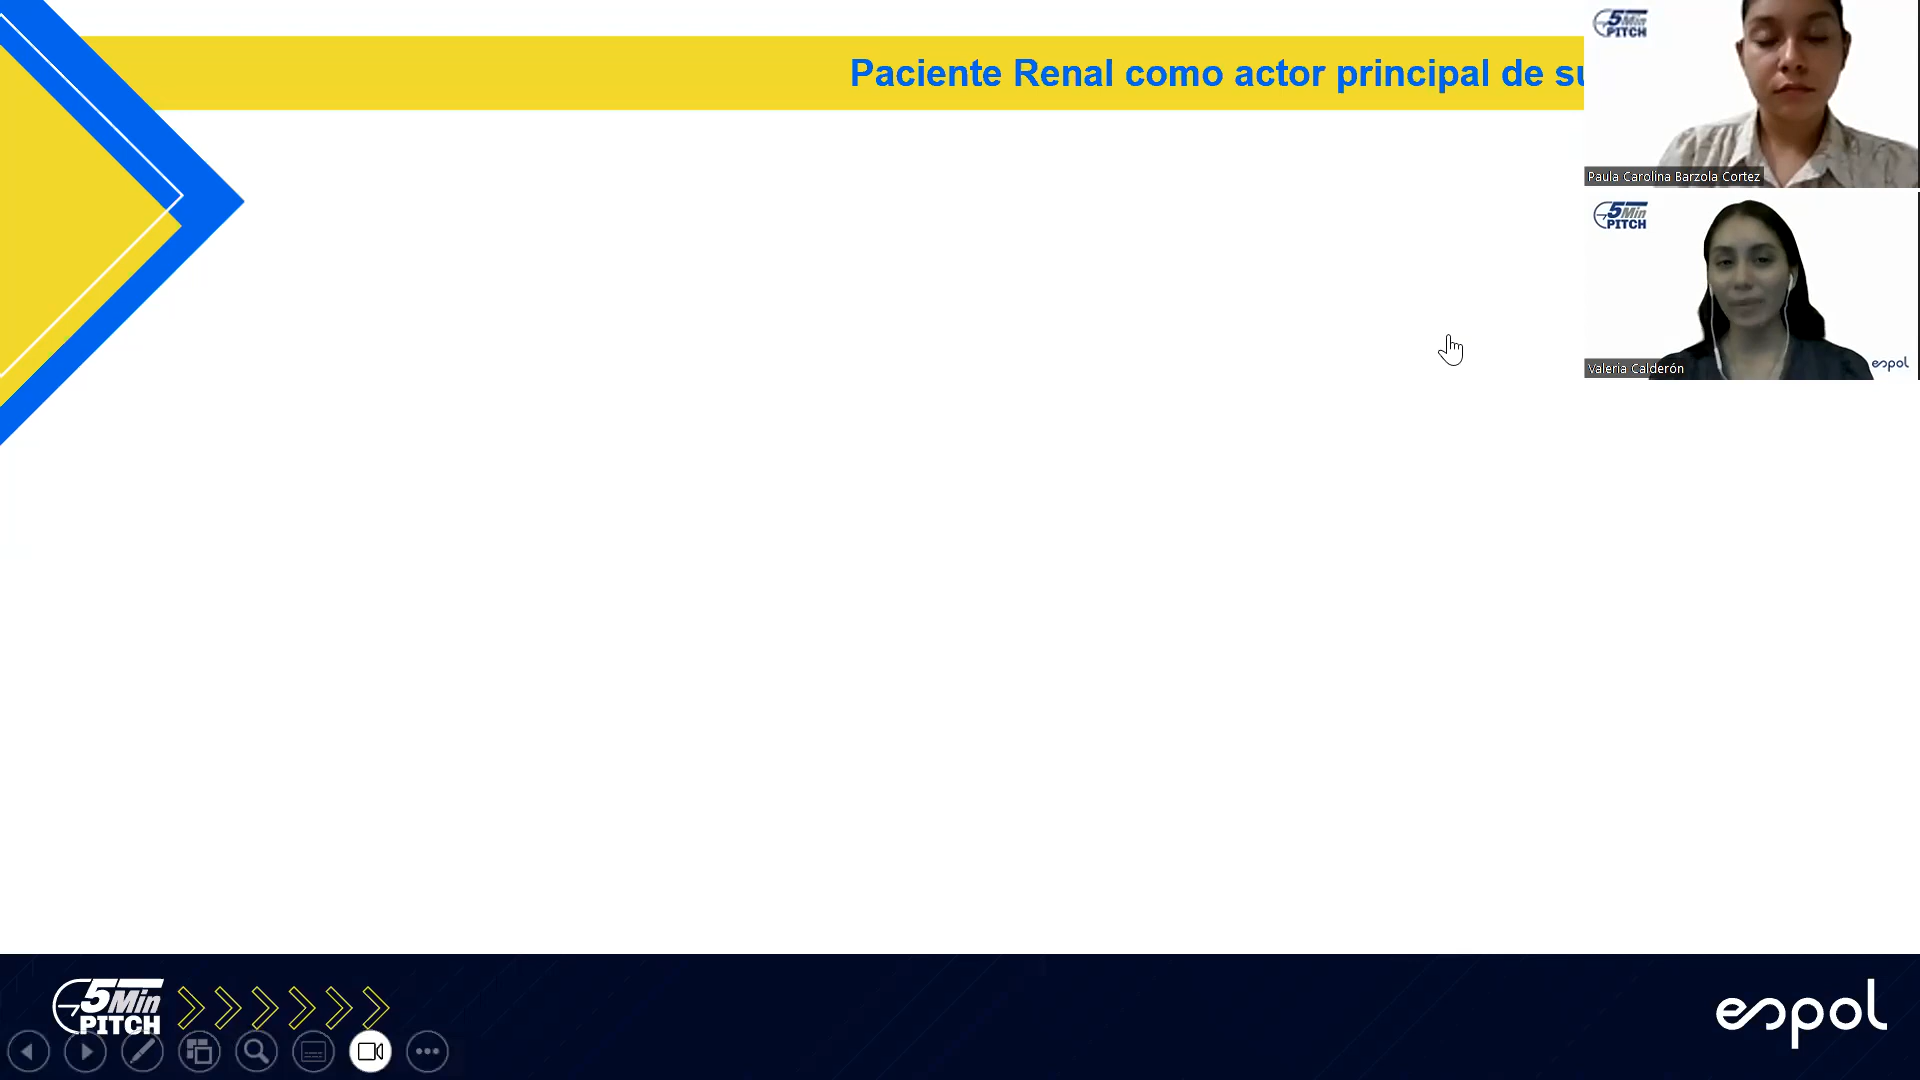 Paciente Renal como actor principal de su
5Min
PITCH
Paula Carolina Barzola Cortez
5Min
PITCH
Valeria Calderón
espol
5Min
PITCH
espol